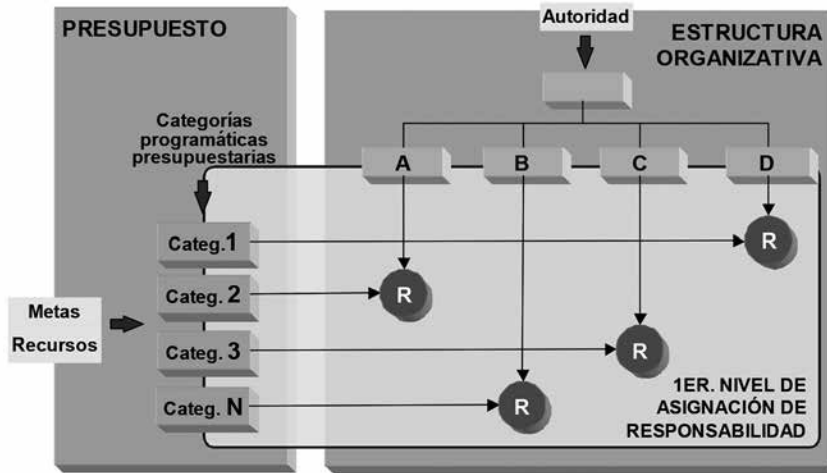 PRESUPUESTO
Autoridad
ESTRUCTURA
ORGANIZATIVA
Categorías
programáticas
presupuestarias
A
B
C
D
Categ. 1
R
Categ. 2
R
Metas
Recursos
Categ. 3
R
Categ. N
R
1ER. NIVEL DE
ASIGNACIÓN DE
RESPONSABILIDAD